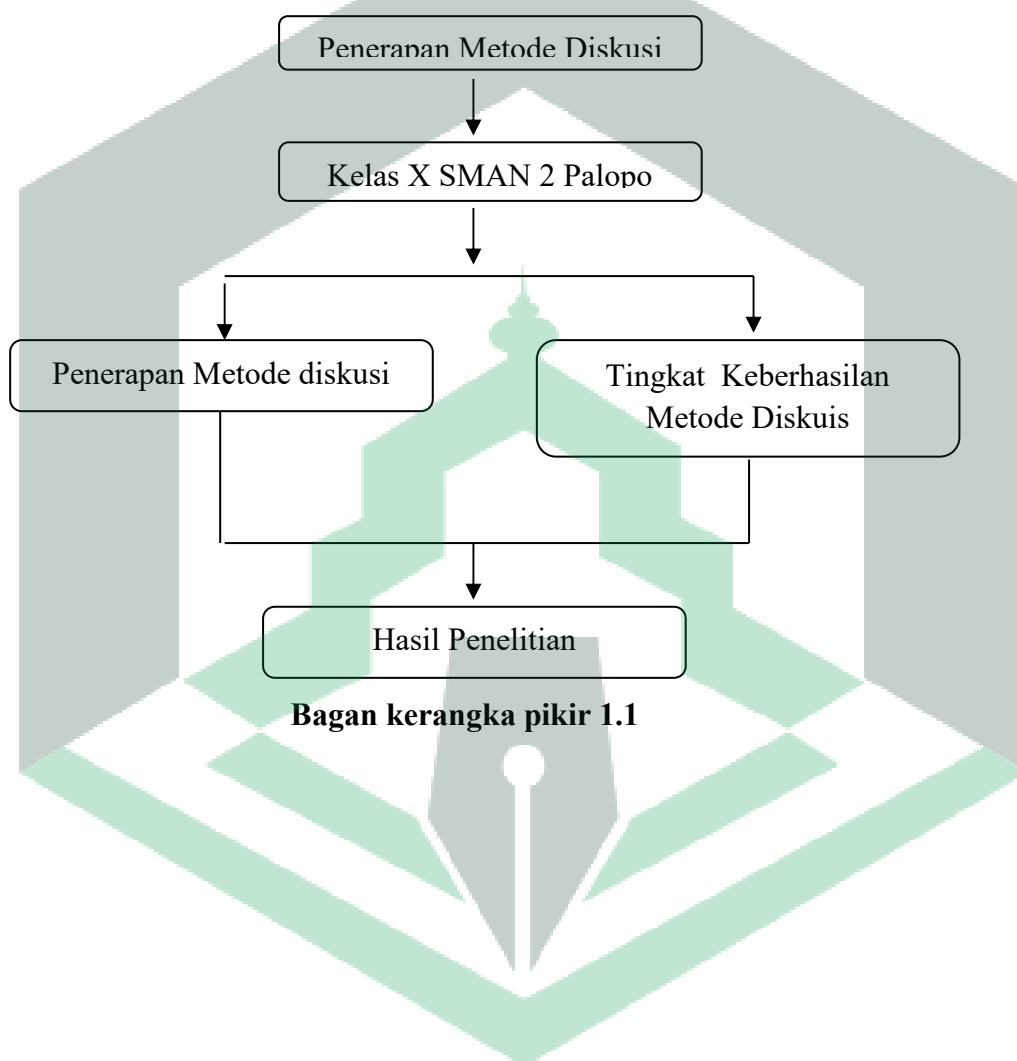 Penerapan Metode Diskusi
Kelas X SMAN 2 Palopo
Penerapan Metode diskusi
Tingkat Keberhasilan
Metode Diskuis
Hasil Penelitian
Bagan kerangka pikir 1.1